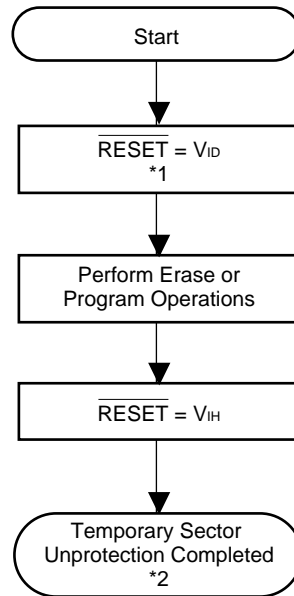 Start
RESET = VID
*1
Perform Erase or
Program Operations
RESET = VIH
Temporary Sector
Unprotection Completed
*2